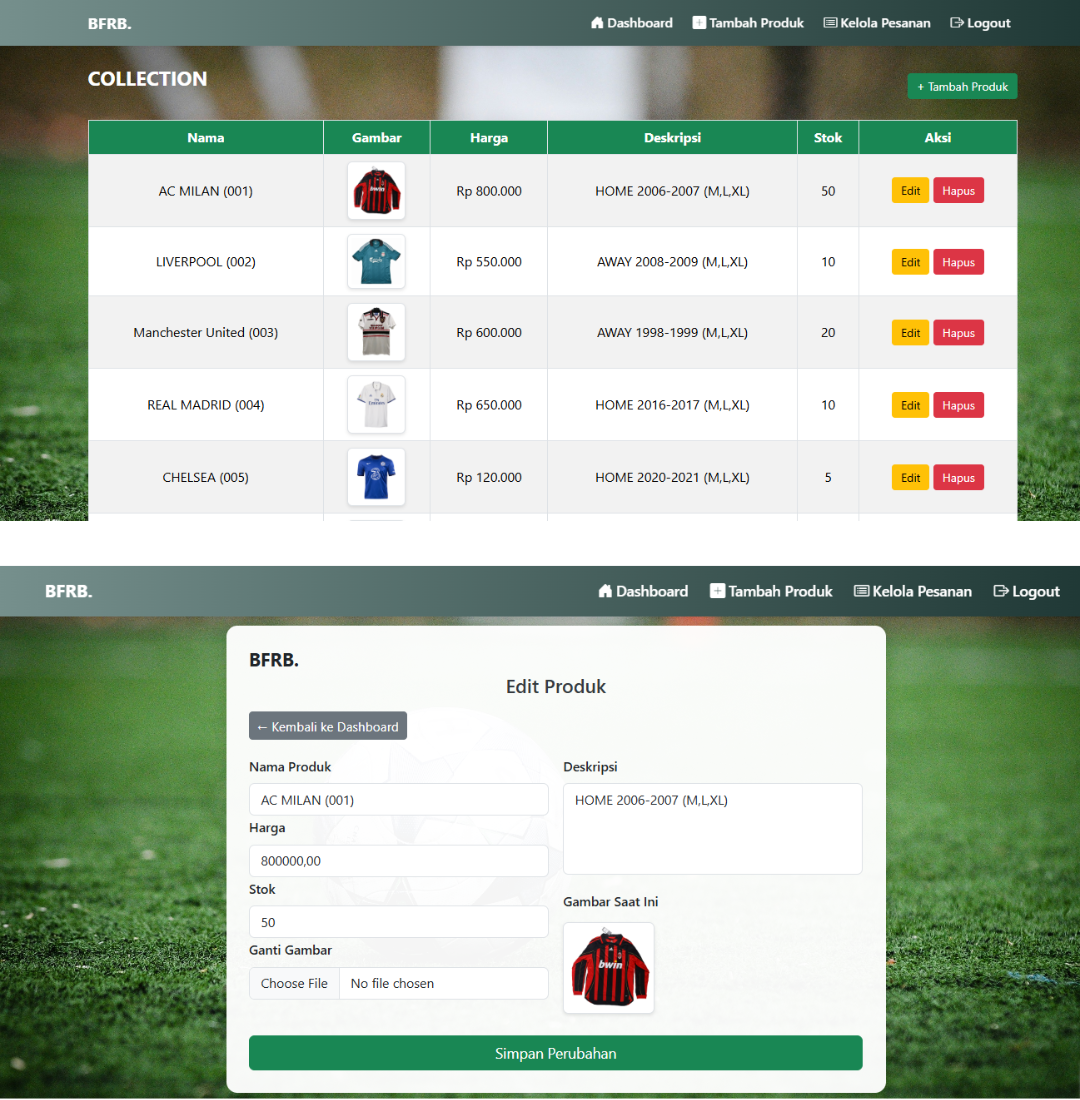 BFRB.
Dashboard Tambah Produk Kelola Pesanan Logout
COLLECTION
+ Tambah Produk
Nama Gambar Harga Deskripsi Stok Aksi
AC MILAN (001) bwin Rp 800.000 HOME 2006-2007 (M,L,XL) 50 Edit Hapus
LIVERPOOL (002) Carlsberg Rp 550.000 AWAY 2008-2009 (M,L,XL) 10 Edit Hapus
Manchester United (003) Rp 600.000 AWAY 1998-1999 (M,L,XL) 20 Edit Hapus
REAL MADRID (004) Rp 650.000 HOME 2016-2017 (M,L,XL) 10 Edit Hapus
CHELSEA (005) 3 Rp 120.000 HOME 2020-2021 (M,L,XL) 5 Edit Hapus
BFRB.
Dashboard Tambah Produk Kelola Pesanan Logout
BFRB.
Edit Produk
← Kembali ke Dashboard
Nama Produk
AC MILAN (001)
Harga
800000,00
Stok
50
Ganti Gambar
Choose File No file chosen
Deskripsi
HOME 2006-2007 (M,L,XL)
Gambar Saat Ini
bwin
Simpan Perubahan